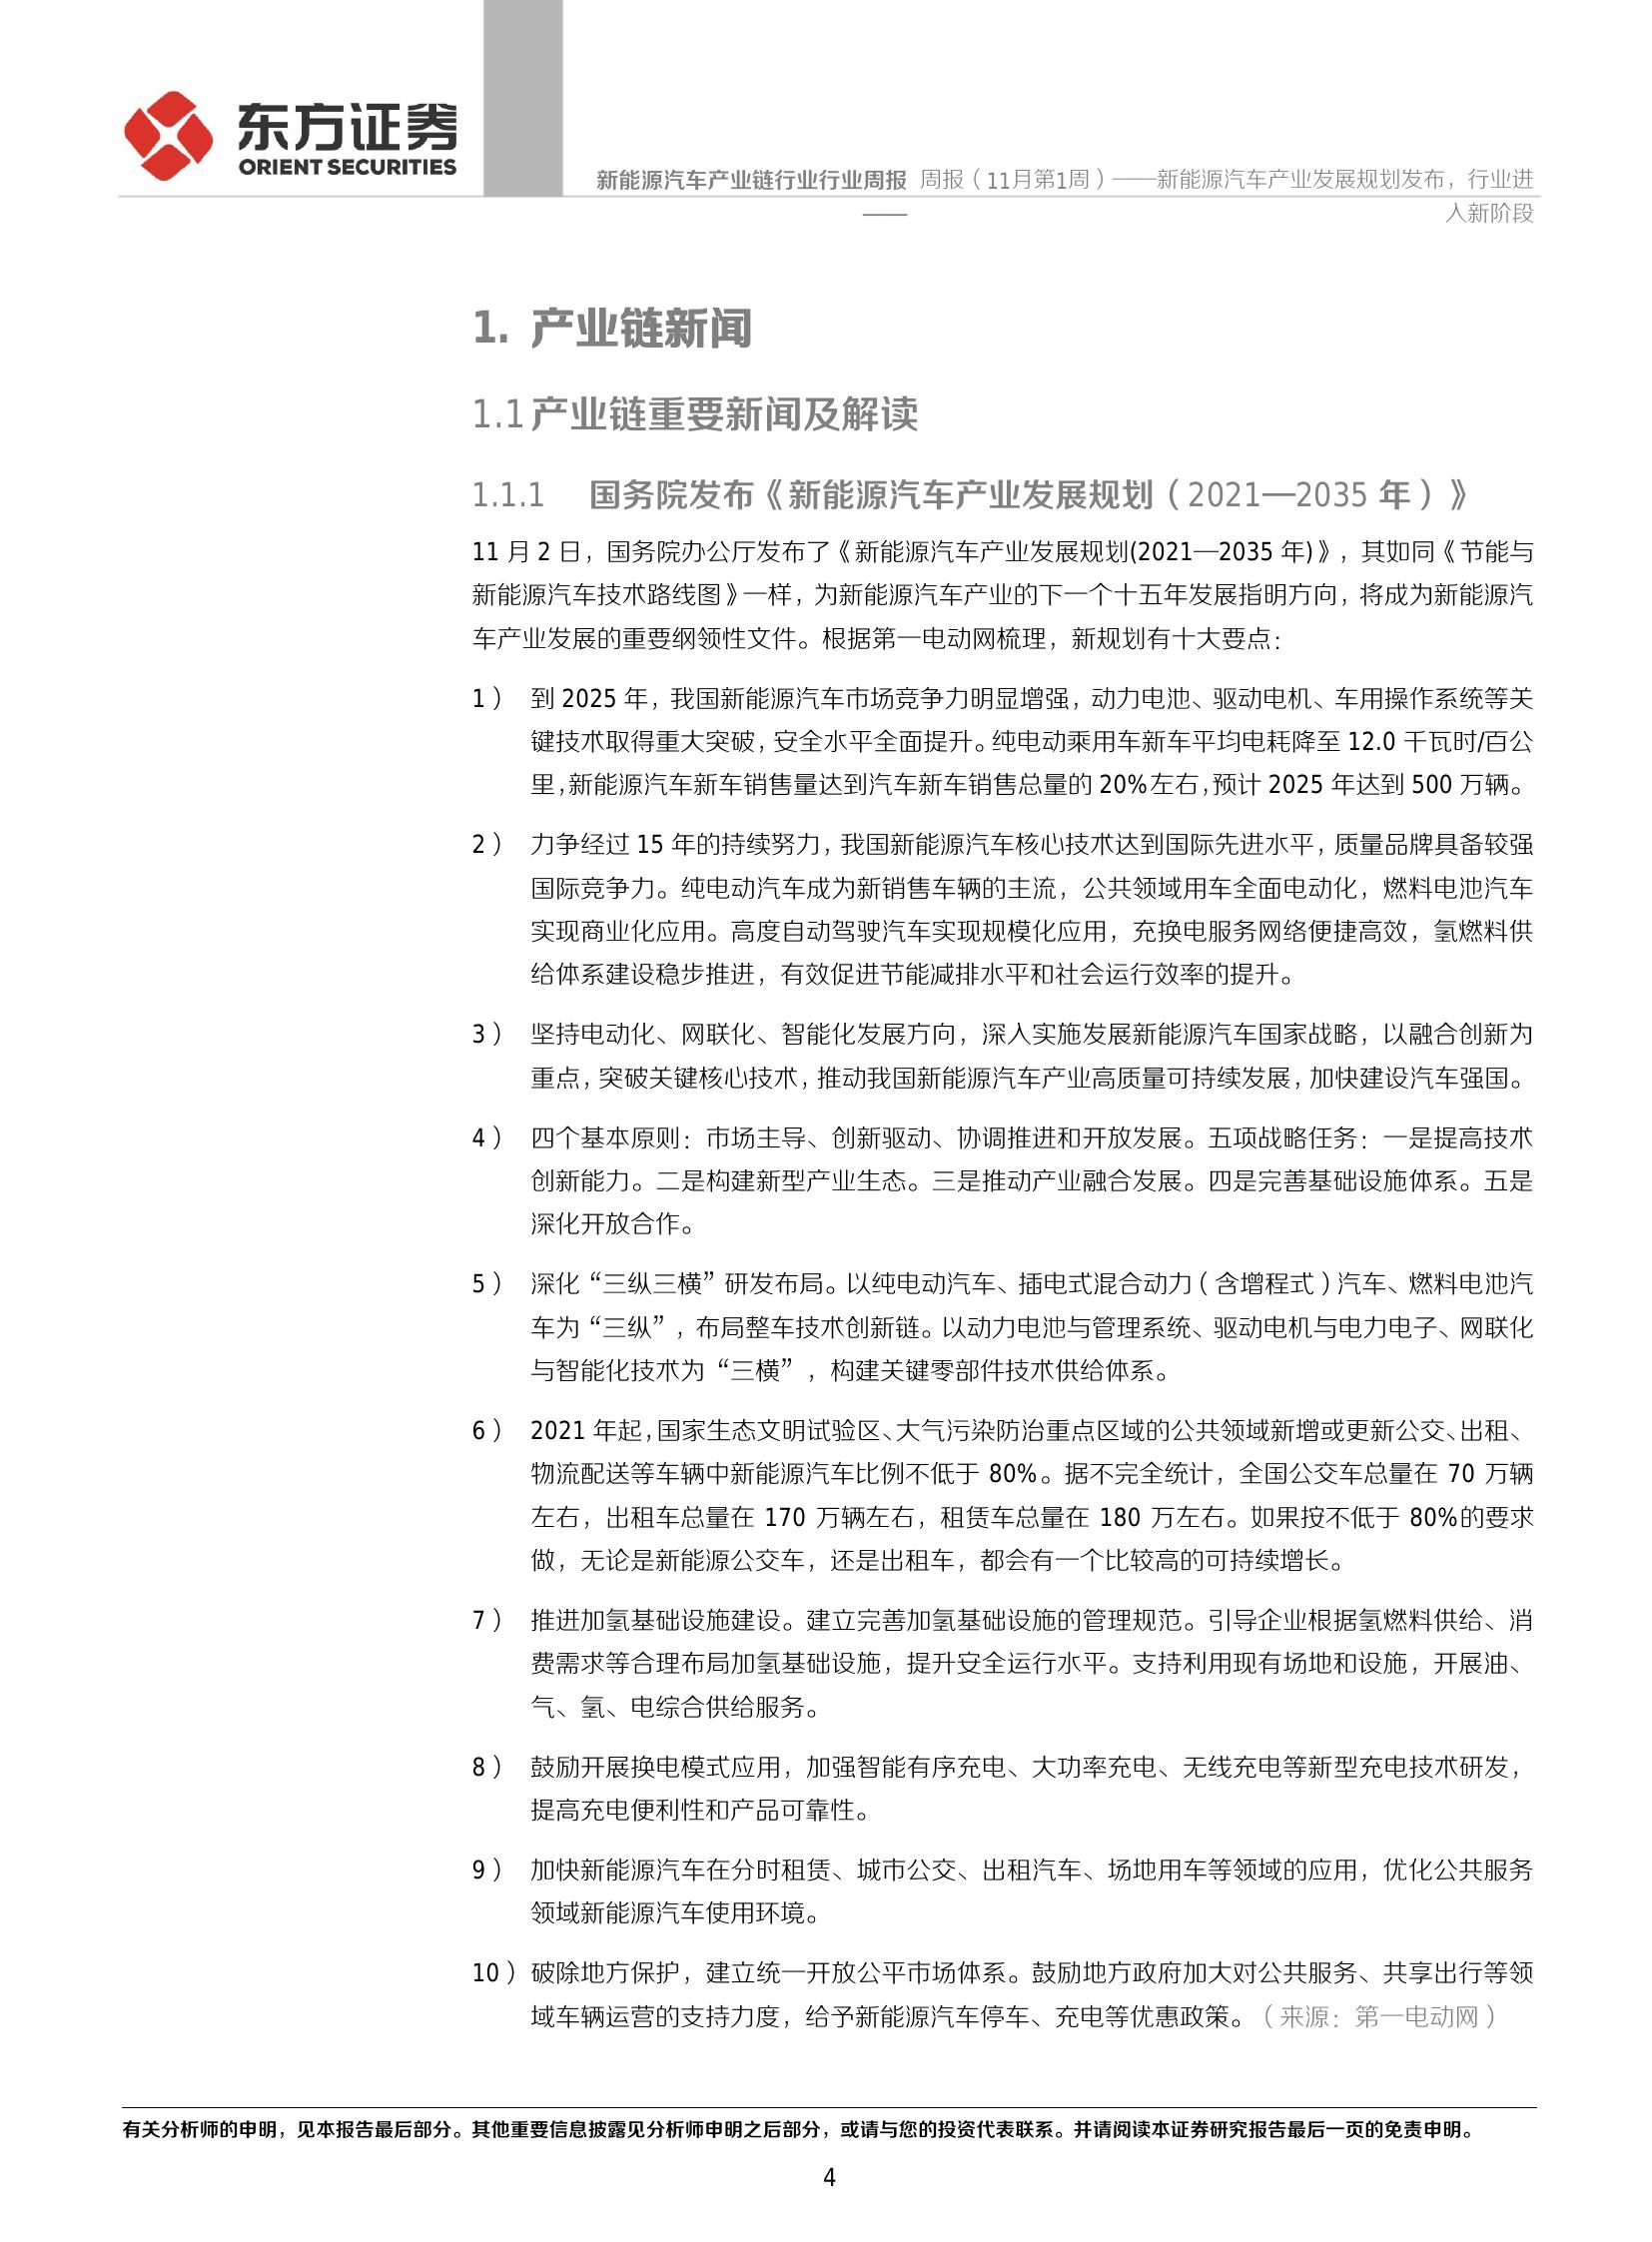 东方证券
ORIENT SECURITIES
新能源汽车产业链行业行业周报 周报（11月第1周）——新能源汽车产业发展规划发布，行业进
—— 入新阶段
1. 产业链新闻
1.1产业链重要新闻及解读
1.1.1 国务院发布《新能源汽车产业发展规划（2021—2035 年）》
11 月 2 日，国务院办公厅发布了《新能源汽车产业发展规划(2021—2035 年)》，其如同《节能与
新能源汽车技术路线图》一样，为新能源汽车产业的下一个十五年发展指明方向，将成为新能源汽
车产业发展的重要纲领性文件。根据第一电动网梳理，新规划有十大要点：
1） 到 2025 年，我国新能源汽车市场竞争力明显增强，动力电池、驱动电机、车用操作系统等关
键技术取得重大突破，安全水平全面提升。纯电动乘用车新车平均电耗降至 12.0 千瓦时/百公
里，新能源汽车新车销售量达到汽车新车销售总量的 20%左右，预计 2025 年达到 500 万辆。
2） 力争经过 15 年的持续努力，我国新能源汽车核心技术达到国际先进水平，质量品牌具备较强
国际竞争力。纯电动汽车成为新销售车辆的主流，公共领域用车全面电动化，燃料电池汽车
实现商业化应用。高度自动驾驶汽车实现规模化应用，充换电服务网络便捷高效，氢燃料供
给体系建设稳步推进，有效促进节能减排水平和社会运行效率的提升。
3） 坚持电动化、网联化、智能化发展方向，深入实施发展新能源汽车国家战略，以融合创新为
重点，突破关键核心技术，推动我国新能源汽车产业高质量可持续发展，加快建设汽车强国。
4） 四个基本原则：市场主导、创新驱动、协调推进和开放发展。五项战略任务：一是提高技术
创新能力。二是构建新型产业生态。三是推动产业融合发展。四是完善基础设施体系。五是
深化开放合作。
5） 深化“三纵三横”研发布局。以纯电动汽车、插电式混合动力（含增程式）汽车、燃料电池汽
车为“三纵”，布局整车技术创新链。以动力电池与管理系统、驱动电机与电力电子、网联化
与智能化技术为“三横”，构建关键零部件技术供给体系。
6） 2021 年起，国家生态文明试验区、大气污染防治重点区域的公共领域新增或更新公交、出租、
物流配送等车辆中新能源汽车比例不低于 80%。据不完全统计，全国公交车总量在 70 万辆
左右，出租车总量在 170 万辆左右，租赁车总量在 180 万左右。如果按不低于 80%的要求
做，无论是新能源公交车，还是出租车，都会有一个比较高的可持续增长。
7） 推进加氢基础设施建设。建立完善加氢基础设施的管理规范。引导企业根据氢燃料供给、消
费需求等合理布局加氢基础设施，提升安全运行水平。支持利用现有场地和设施，开展油、
气、氢、电综合供给服务。
8） 鼓励开展换电模式应用，加强智能有序充电、大功率充电、无线充电等新型充电技术研发，
提高充电便利性和产品可靠性。
9） 加快新能源汽车在分时租赁、城市公交、出租汽车、场地用车等领域的应用，优化公共服务
领域新能源汽车使用环境。
10）破除地方保护，建立统一开放公平市场体系。鼓励地方政府加大对公共服务、共享出行等领
域车辆运营的支持力度，给予新能源汽车停车、充电等优惠政策。（来源：第一电动网）
有关分析师的申明，见本报告最后部分。其他重要信息披露见分析师申明之后部分，或请与您的投资代表联系。并请阅读本证券研究报告最后一页的免责申明。
4